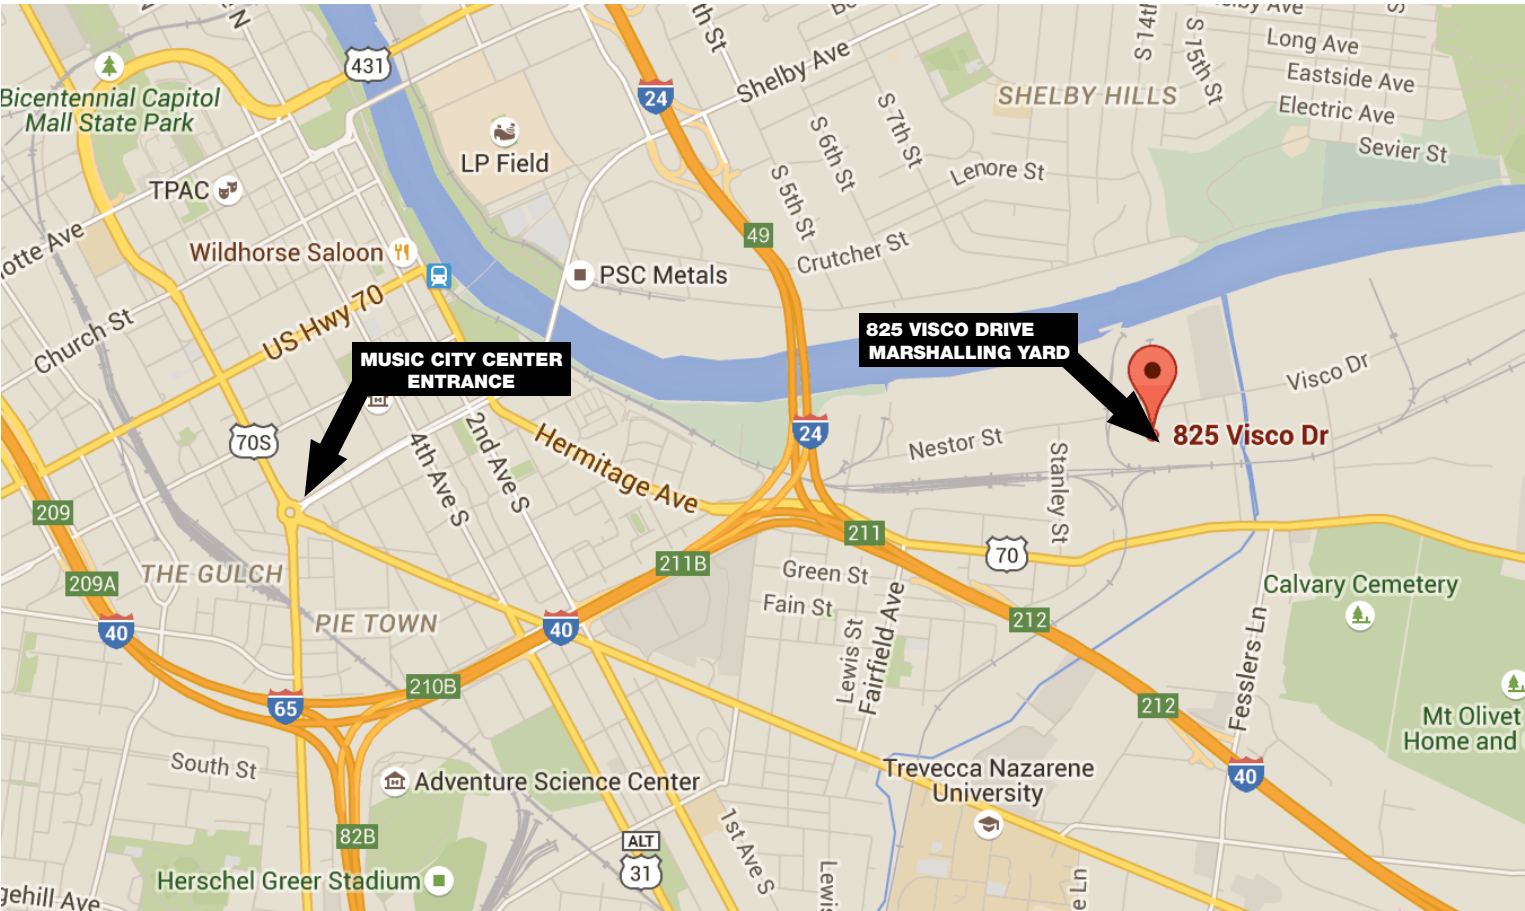 N
431
24
th St
Shelby Ave
S 14th
S 15th St
Long Ave
Eastside Ave
Electric Ave
Sevier St
SHELBY HILLS
Bicentennial Capitol
Mall State Park
LP Field
S 7th St
S 6th St
S 5th St
Lenore St
TPAC
49
Crutcher St
otte Ave
Wildhorse Saloon
PSC Metals
US Hwy 70
Church St
MUSIC CITY CENTER
ENTRANCE
825 VISCO DRIVE
MARSHALLING YARD
Visco Dr
70S
4th Ave S
2nd Ave S
Hermitage Ave
24
Nestor St
825 Visco Dr
Stanley St
209
211
70
211B
209A
THE GULCH
Green St
Fain St
Calvary Cemetery
40
PIE TOWN
40
212
Lewis St
Fairfield Ave
Fesslers Ln
210B
65
212
Mt Olivet
Home and
South St
Adventure Science Center
Trevecca Nazarene
University
40
82B
ALT
31
1st Ave S
Herschel Greer Stadium
Lewis
e Ln
gehill Ave